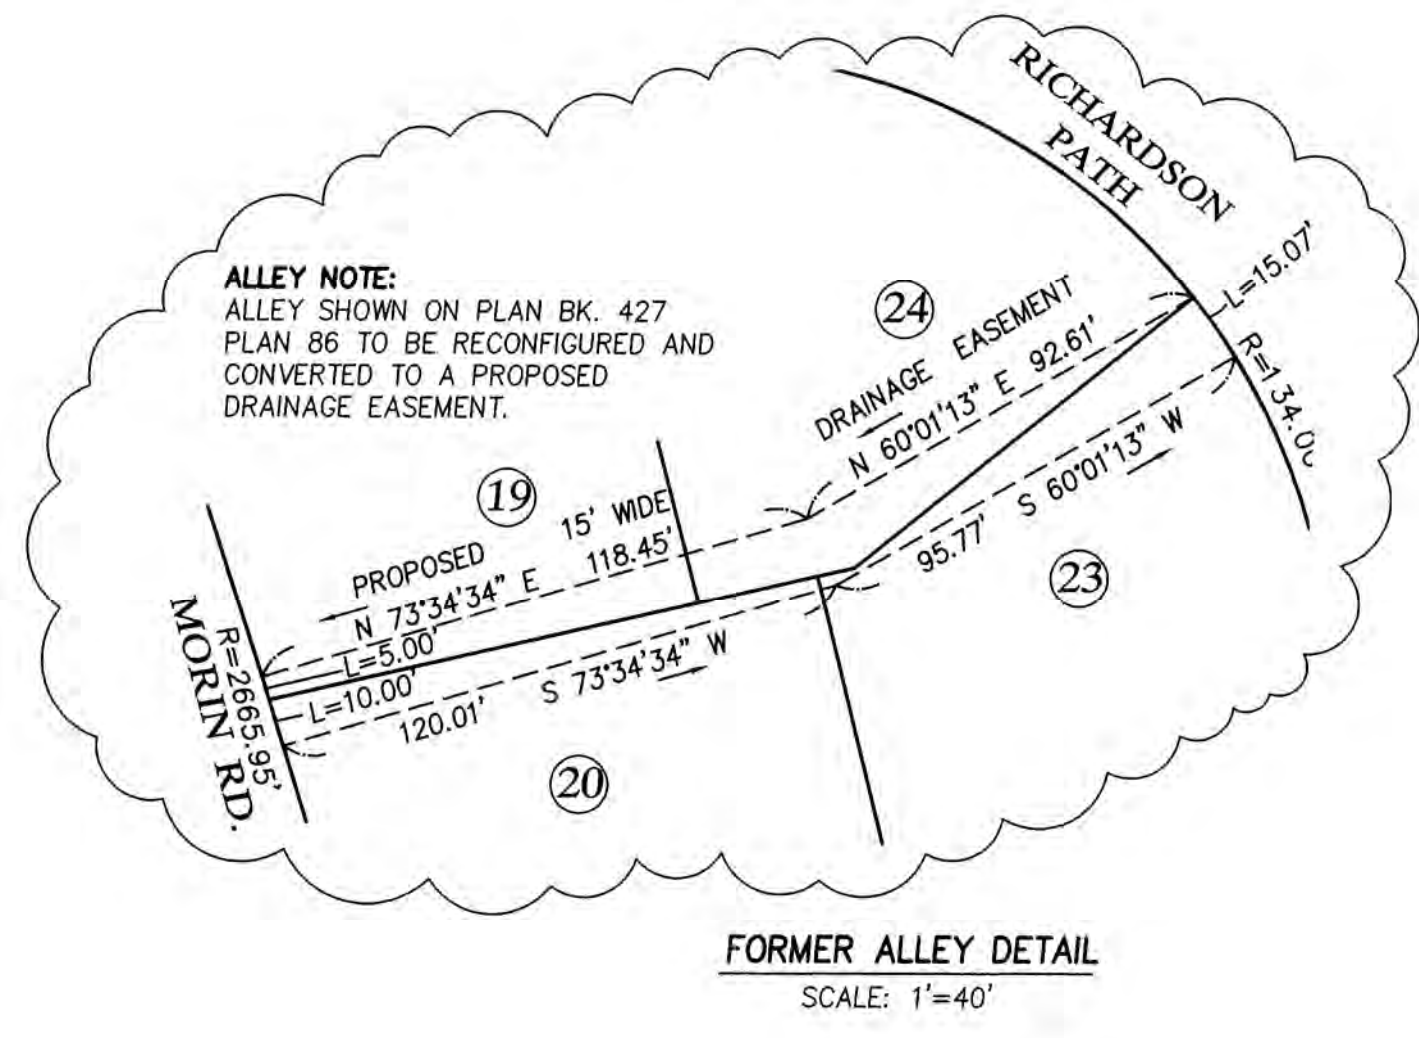 RICHARDSON
PATH
L=15.07'
R=134.00
ALLEY NOTE:
ALLEY SHOWN ON PLAN BK. 427
PLAN 86 TO BE RECONFIGURED AND
CONVERTED TO A PROPOSED
DRAINAGE EASEMENT.
24
DRAINAGE EASEMENT
N 60°01'13" E 92.61'
S 60°01'13" W
95.77'
23
19
PROPOSED 15' WIDE
N 73°34'34" E 118.45'
L=5.00'
L=10.00'
120.01' S 73°34'34" W
20
R=2665.95'
MORIN RD.
FORMER ALLEY DETAIL
SCALE: 1'=40'